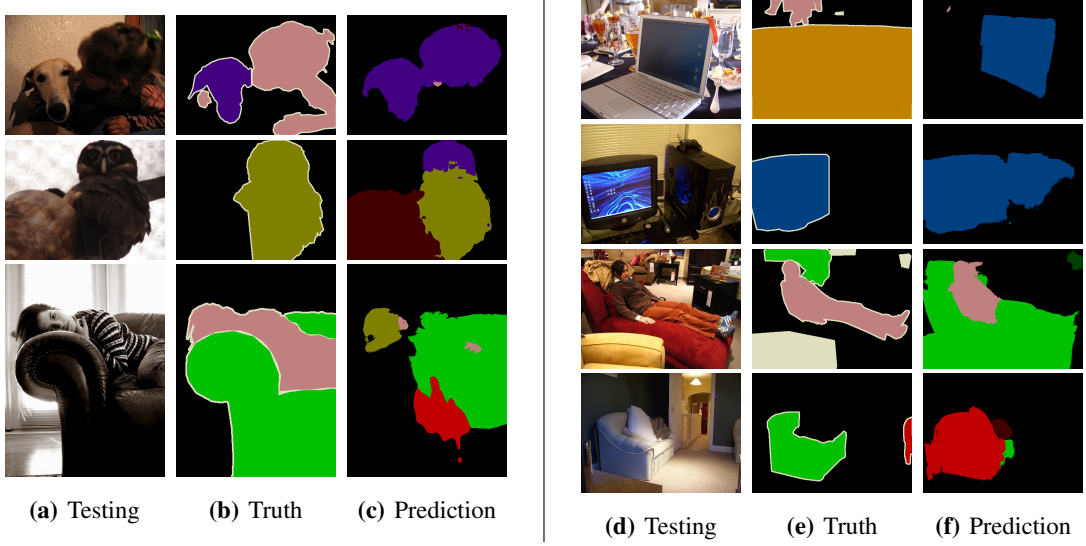 (a) Testing
(b) Truth
(c) Prediction
(d) Testing
(e) Truth
(f) Prediction